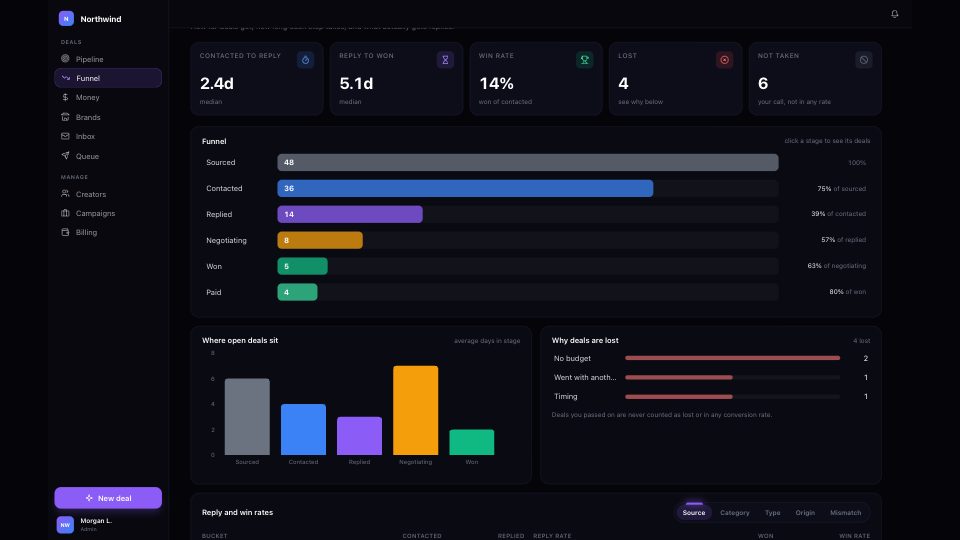 N Northwind
DEALS
Pipeline
Funnel
Money
Brands
Inbox
Queue
MANAGE
Creators
Campaigns
Billing
New deal
NW Morgan L.
Admin
CONTACTED TO REPLY
2.4d
median
REPLY TO WON
5.1d
median
WIN RATE
14%
won of contacted
LOST
4
see why below
NOT TAKEN
6
your call, not in any rate
Funnel click a stage to see its deals
Sourced 48 100%
Contacted 36 75% of sourced
Replied 14 39% of contacted
Negotiating 8 57% of replied
Won 5 63% of negotiating
Paid 4 80% of won
Where open deals sit average days in stage
8
6
4
2
0
Sourced Contacted Replied Negotiating Won
Why deals are lost 4 lost
No budget 2
Went with anoth... 1
Timing 1
Deals you passed on are never counted as lost or in any conversion rate.
Reply and win rates Source Category Type Origin Mismatch
BUCKET CONTACTED REPLIED REPLY RATE WON WIN RATE